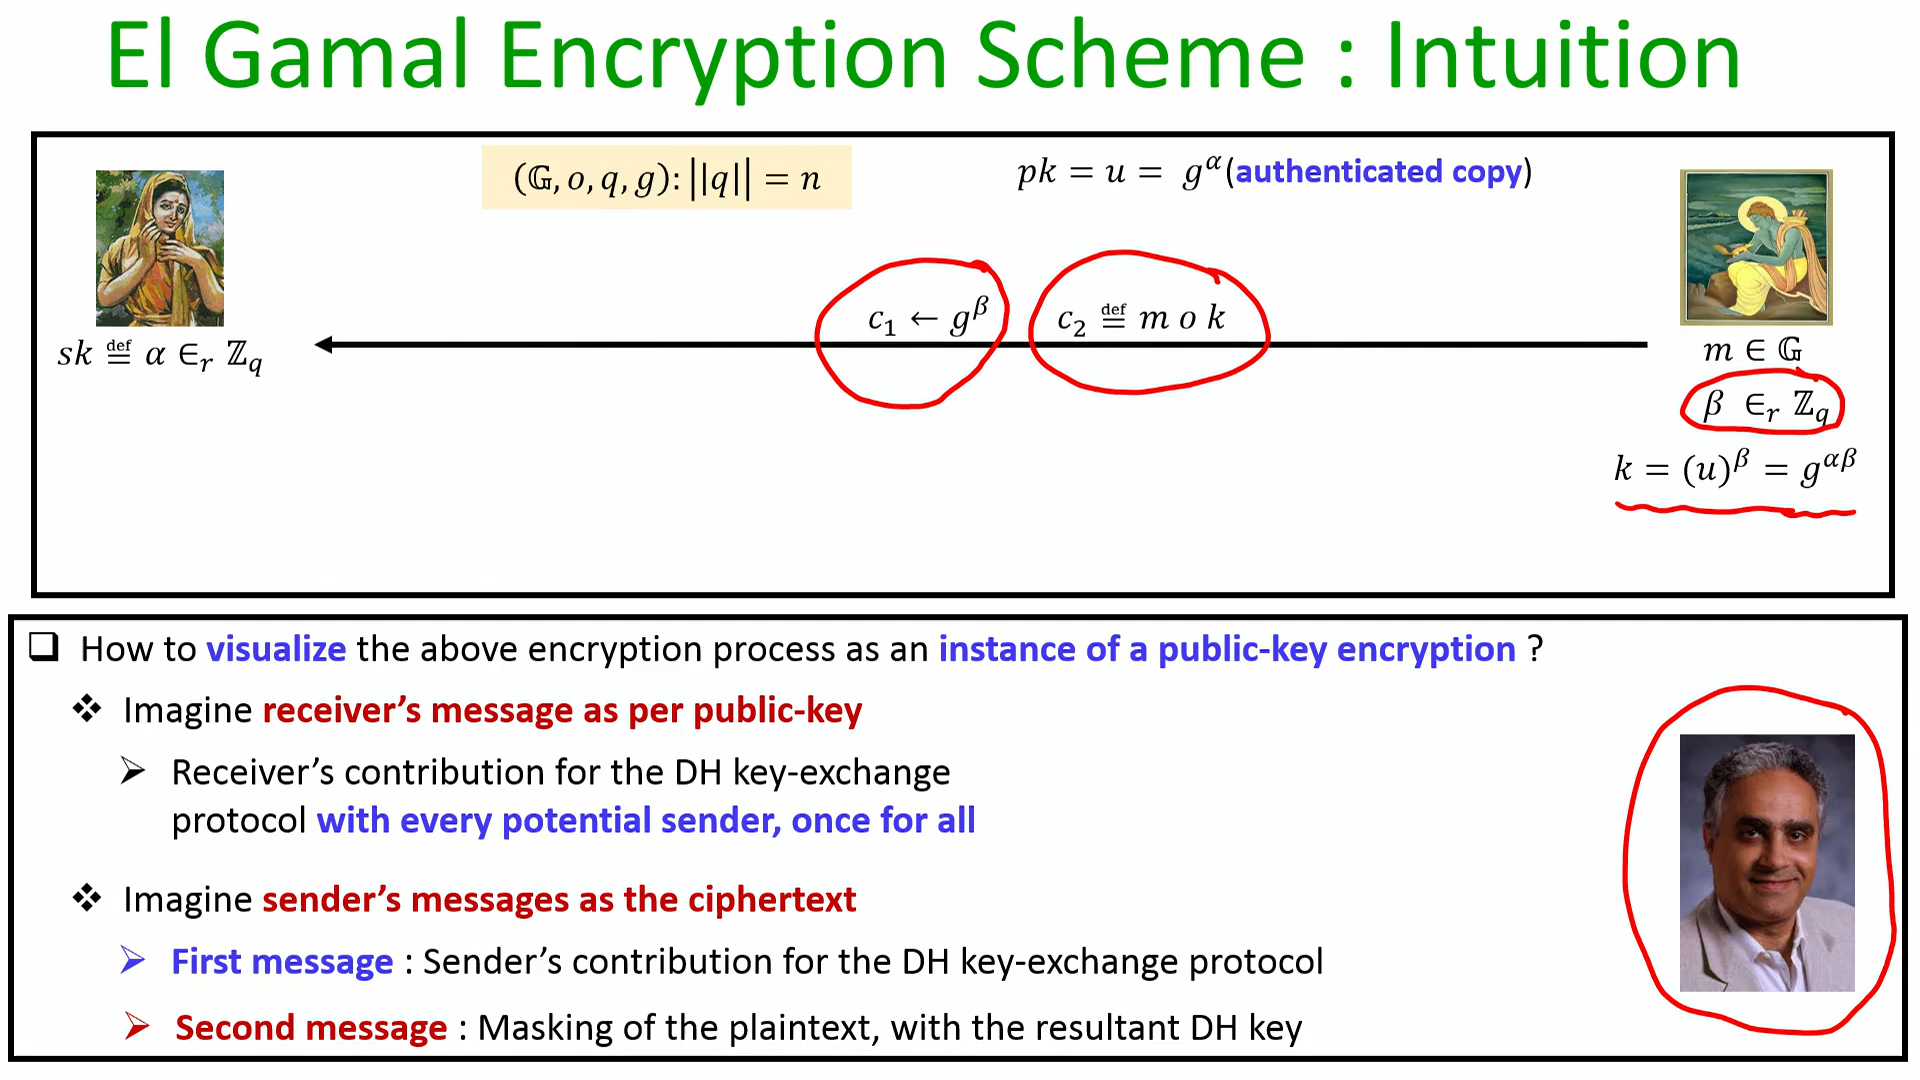 El Gamal Encryption Scheme : Intuition
(𝔾, o, q, g): ||q|| = n
pk = u = g^α (authenticated copy)
c₁ ← g^β   c₂ ≝ m o k
sk ≝ α ∈ᵣ ℤ_q
m ∈ 𝔾
β ∈ᵣ ℤ_q
k = (u)^β = g^αβ
❑ How to visualize the above encryption process as an instance of a public-key encryption ?
❖ Imagine receiver’s message as per public-key
➢ Receiver’s contribution for the DH key-exchange
protocol with every potential sender, once for all
❖ Imagine sender’s messages as the ciphertext
➢ First message : Sender’s contribution for the DH key-exchange protocol
➢ Second message : Masking of the plaintext, with the resultant DH key